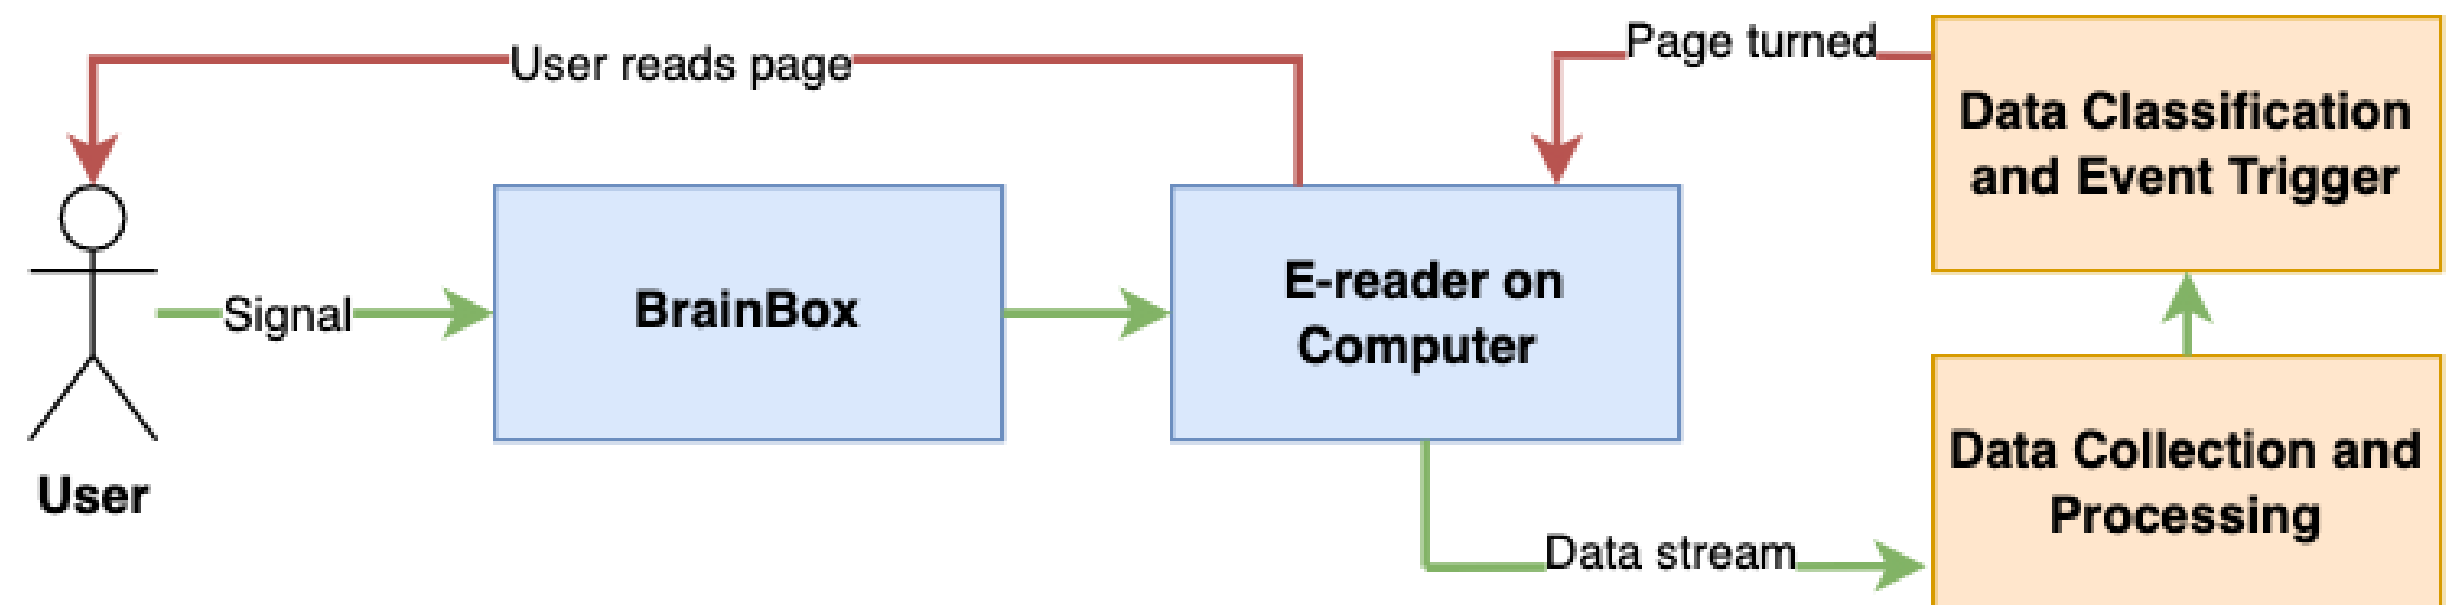 User reads page
Page turned
Data Classification
and Event Trigger
Signal
BrainBox
E-reader on
Computer
User
Data stream
Data Collection and
Processing